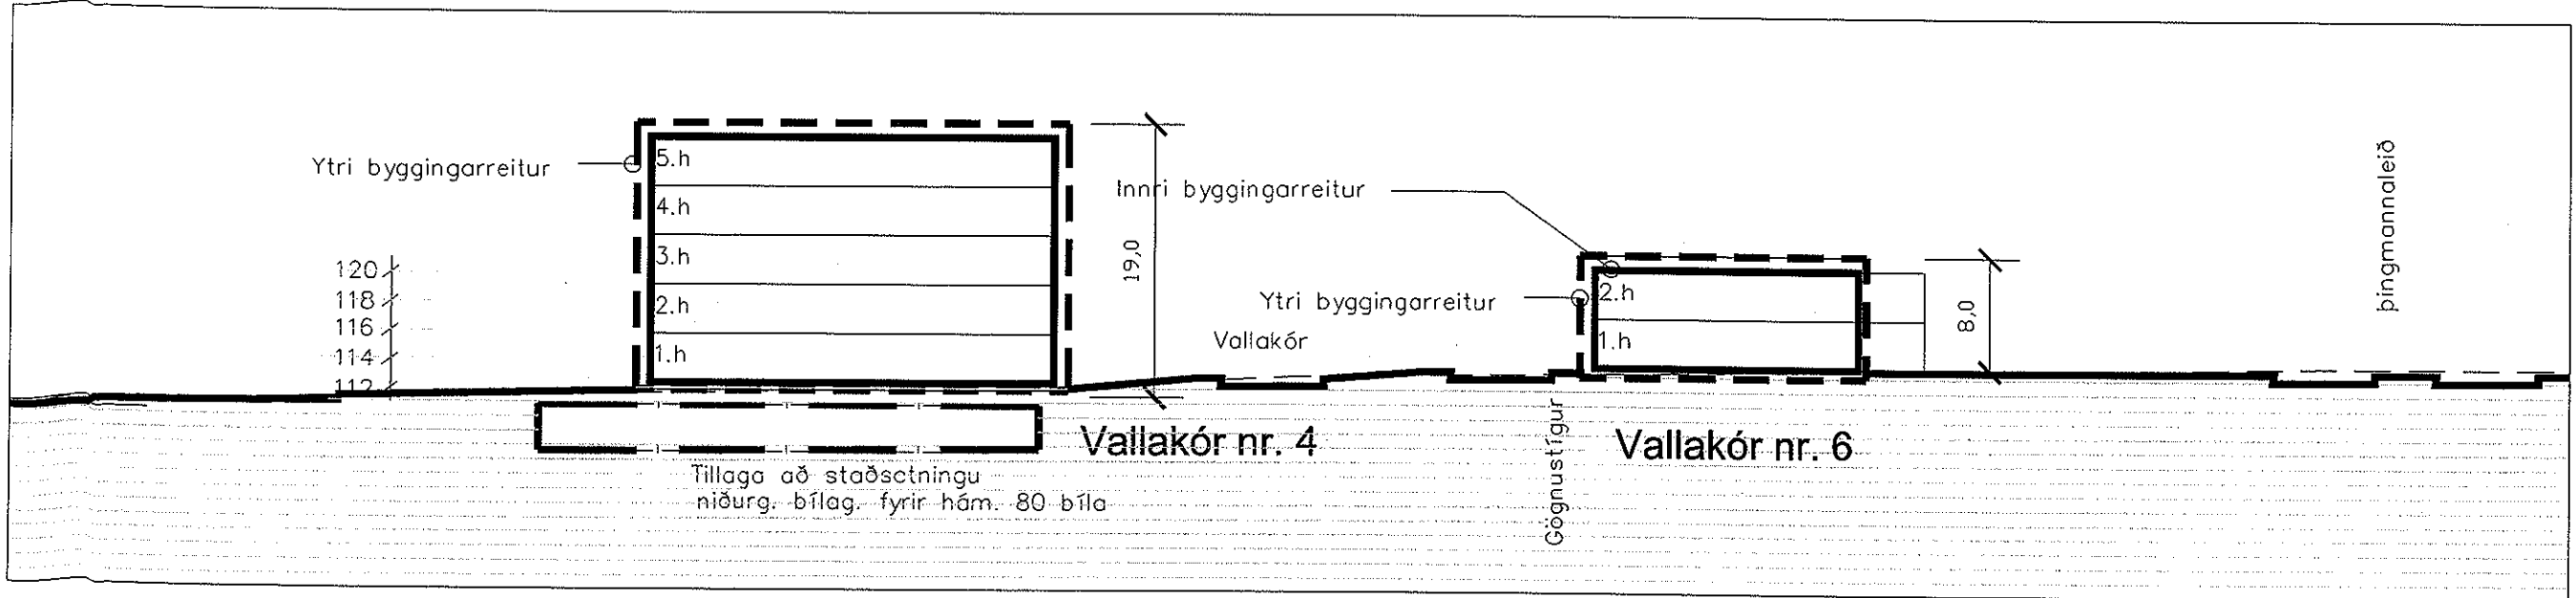 Ytri byggingarreitur
5.h
4.h
3.h
2.h
1.h
120
118
116
114
112
19,0
Innri byggingarreitur
Ytri byggingarreitur
Vallakór
2.h
1.h
8,0
Þingmannaleið
Vallakór nr. 4
Gögnustígur
Vallakór nr. 6
Tillaga að staðsctningu
niðurg. bílag. fyrir hám. 80 bíla